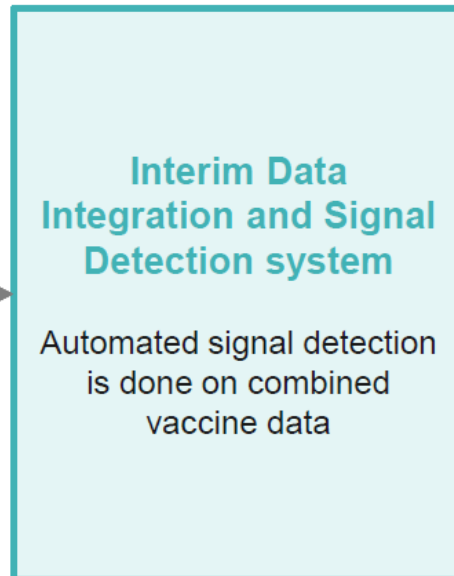 Interim Data
Integration and Signal
Detection system
Automated signal detection
is done on combined
vaccine data